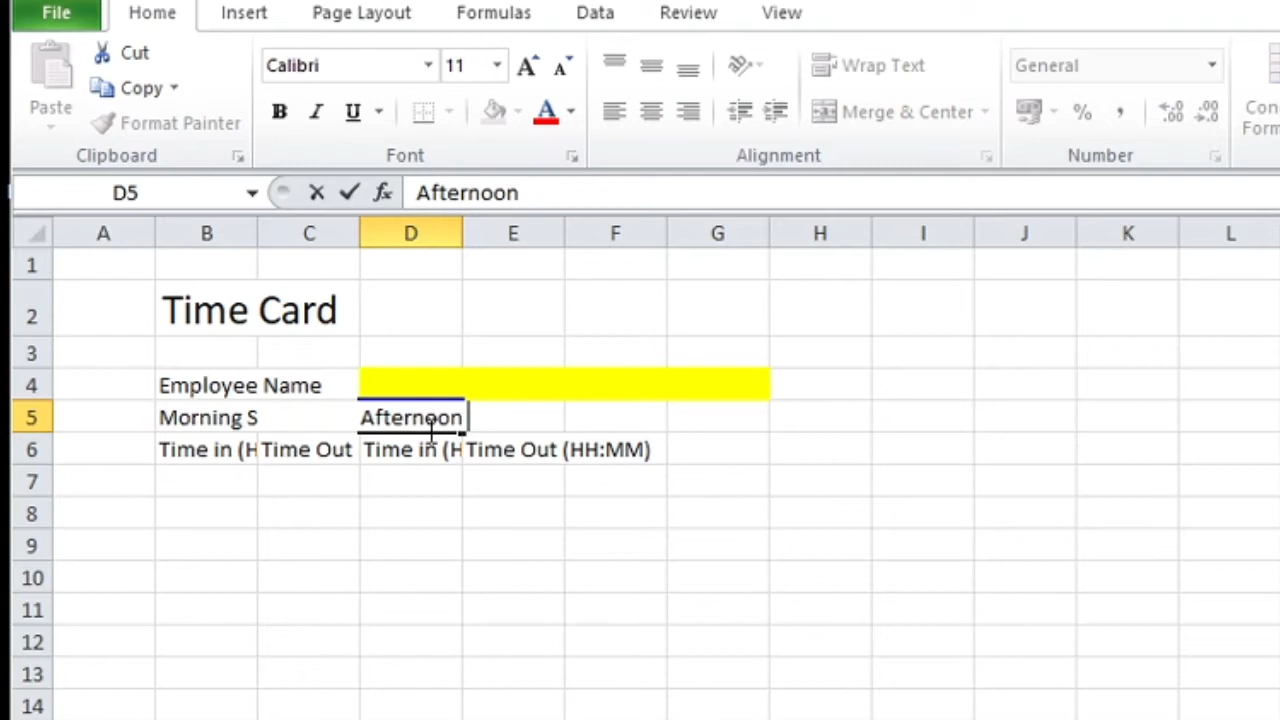 File Home Insert Page Layout Formulas Data Review View
Cut
Calibri 11 A A Wrap Text General
Copy
Paste
B I U A Merge & Center % ,
Format Painter
Clipboard Font Alignment Number
D5 fx Afternoon
A B C D E F G H I J K L
1
2 Time Card
3
4 Employee Name
5 Morning S Afternoon
6 Time in (H Time Out Time in (H Time Out (HH:MM)
7
8
9
10
11
12
13
14